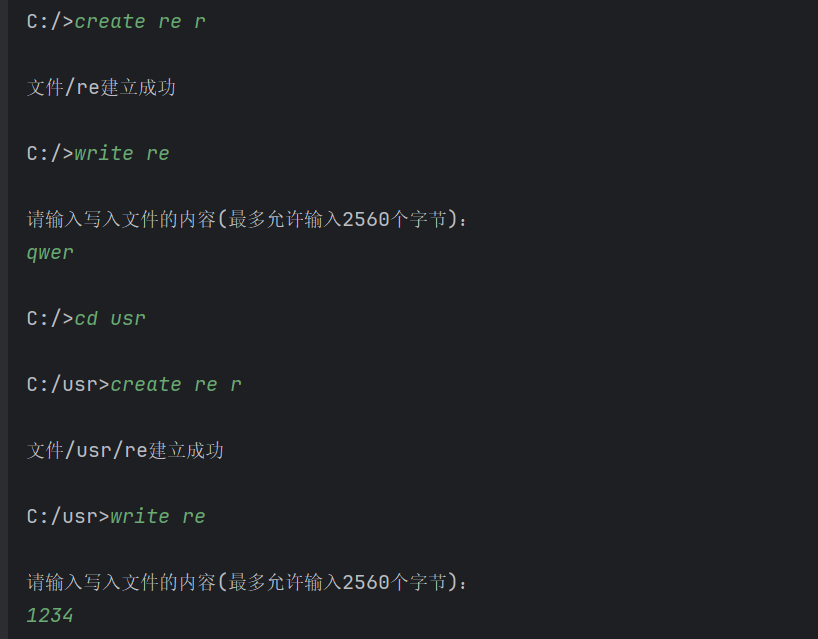 C:/>create re r
文件/re建立成功
C:/>write re
请输入写入文件的内容(最多允许输入2560个字节):
qwer
C:/>cd usr
C:/usr>create re r
文件/usr/re建立成功
C:/usr>write re
请输入写入文件的内容(最多允许输入2560个字节):
1234